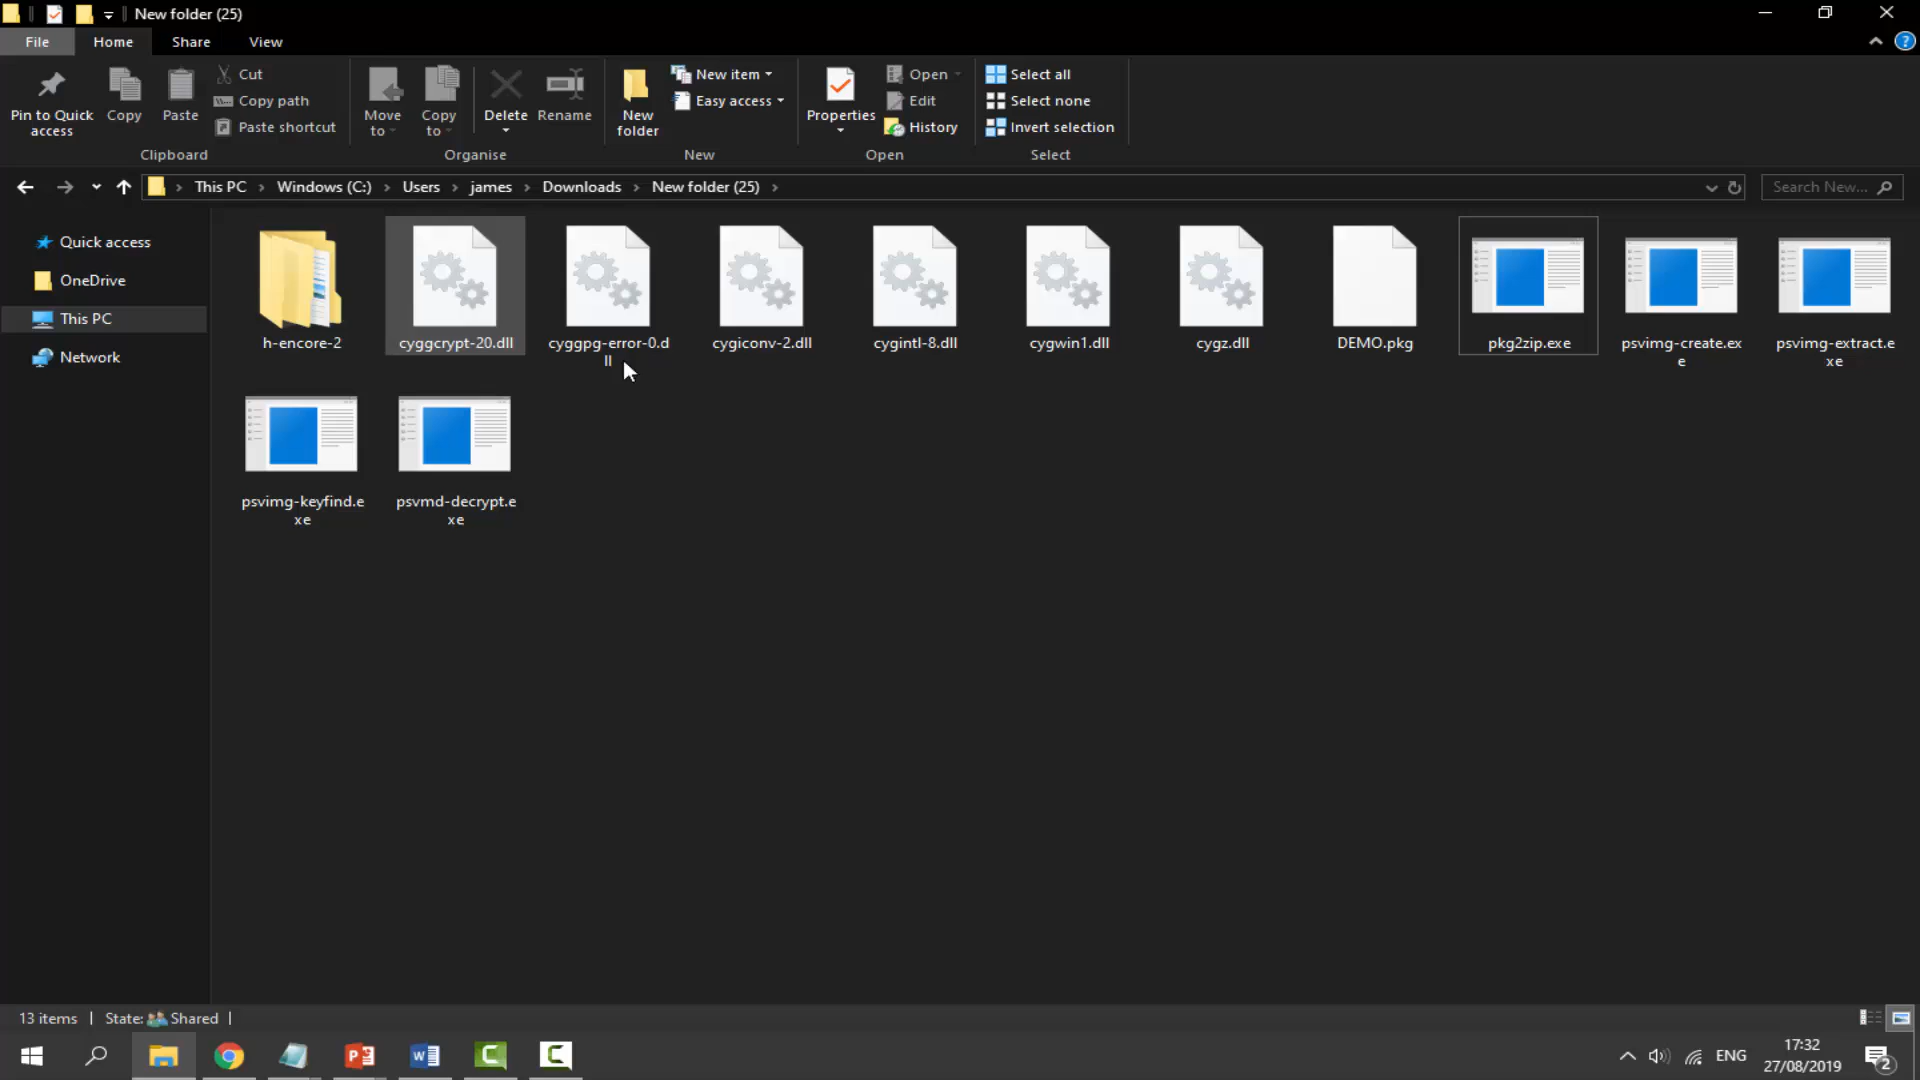 New folder (25)
File Home Share View
Pin to Quick access
Copy
Paste
Cut
Copy path
Paste shortcut
Clipboard
Move to
Copy to
Delete
Rename
Organise
New folder
New item
Easy access
New
Properties
Open
Edit
History
Open
Select all
Select none
Invert selection
Select
This PC > Windows (C:) > Users > james > Downloads > New folder (25) >
Search New...
Quick access
OneDrive
This PC
Network
h-encore-2
cyggcrypt-20.dll
cyggpg-error-0.d
ll
cygiconv-2.dll
cygintl-8.dll
cygwin1.dll
cygz.dll
DEMO.pkg
pkg2zip.exe
psvimg-create.ex
e
psvimg-extract.e
xe
psvimg-keyfind.e
xe
psvmd-decrypt.e
xe
13 items | State: Shared |
ENG
17:32
27/08/2019
2